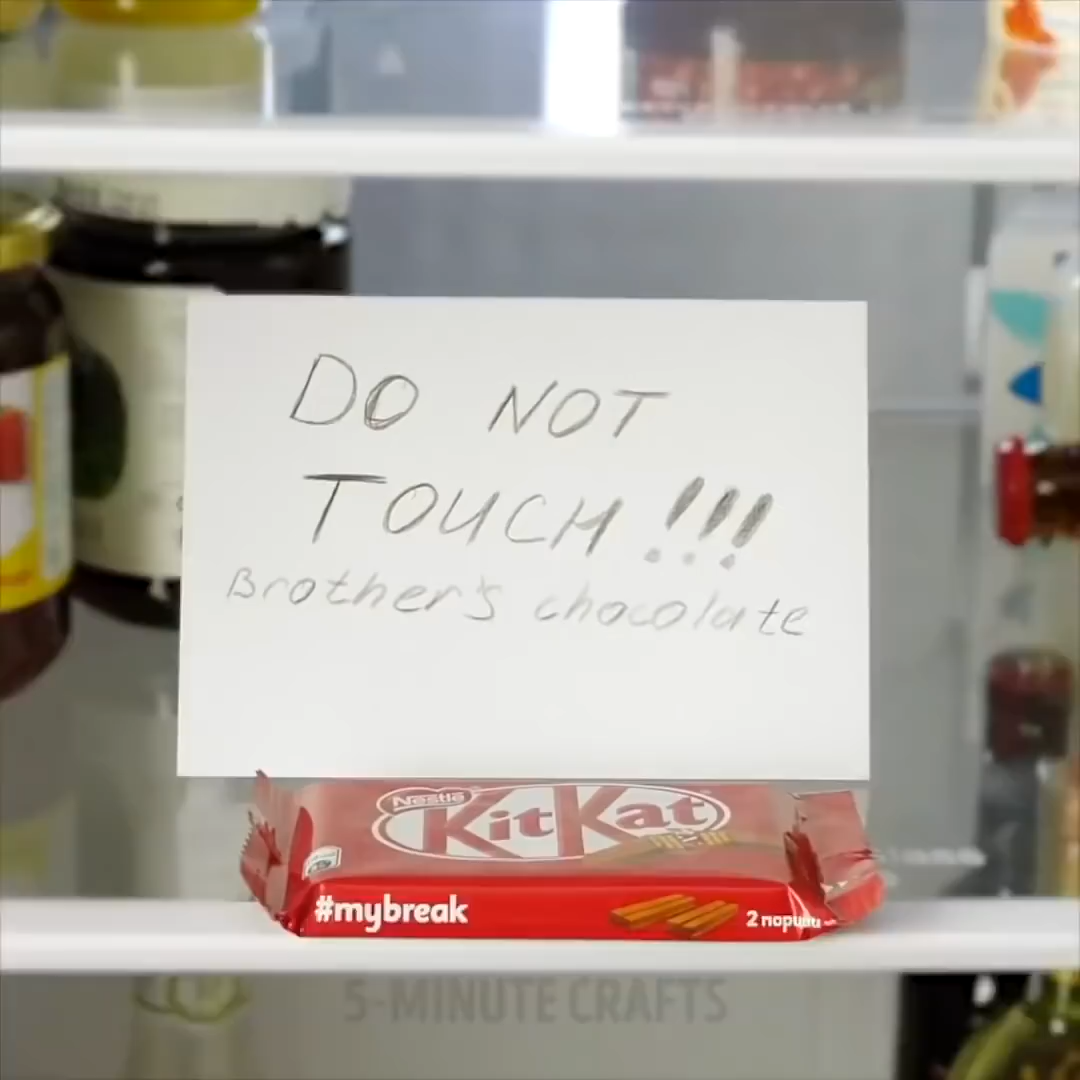 DO NOT
TOUCH!!!
Brother's chocolate
Nestlé
KitKat
#mybreak
2 порции
5-MINUTE CRAFTS